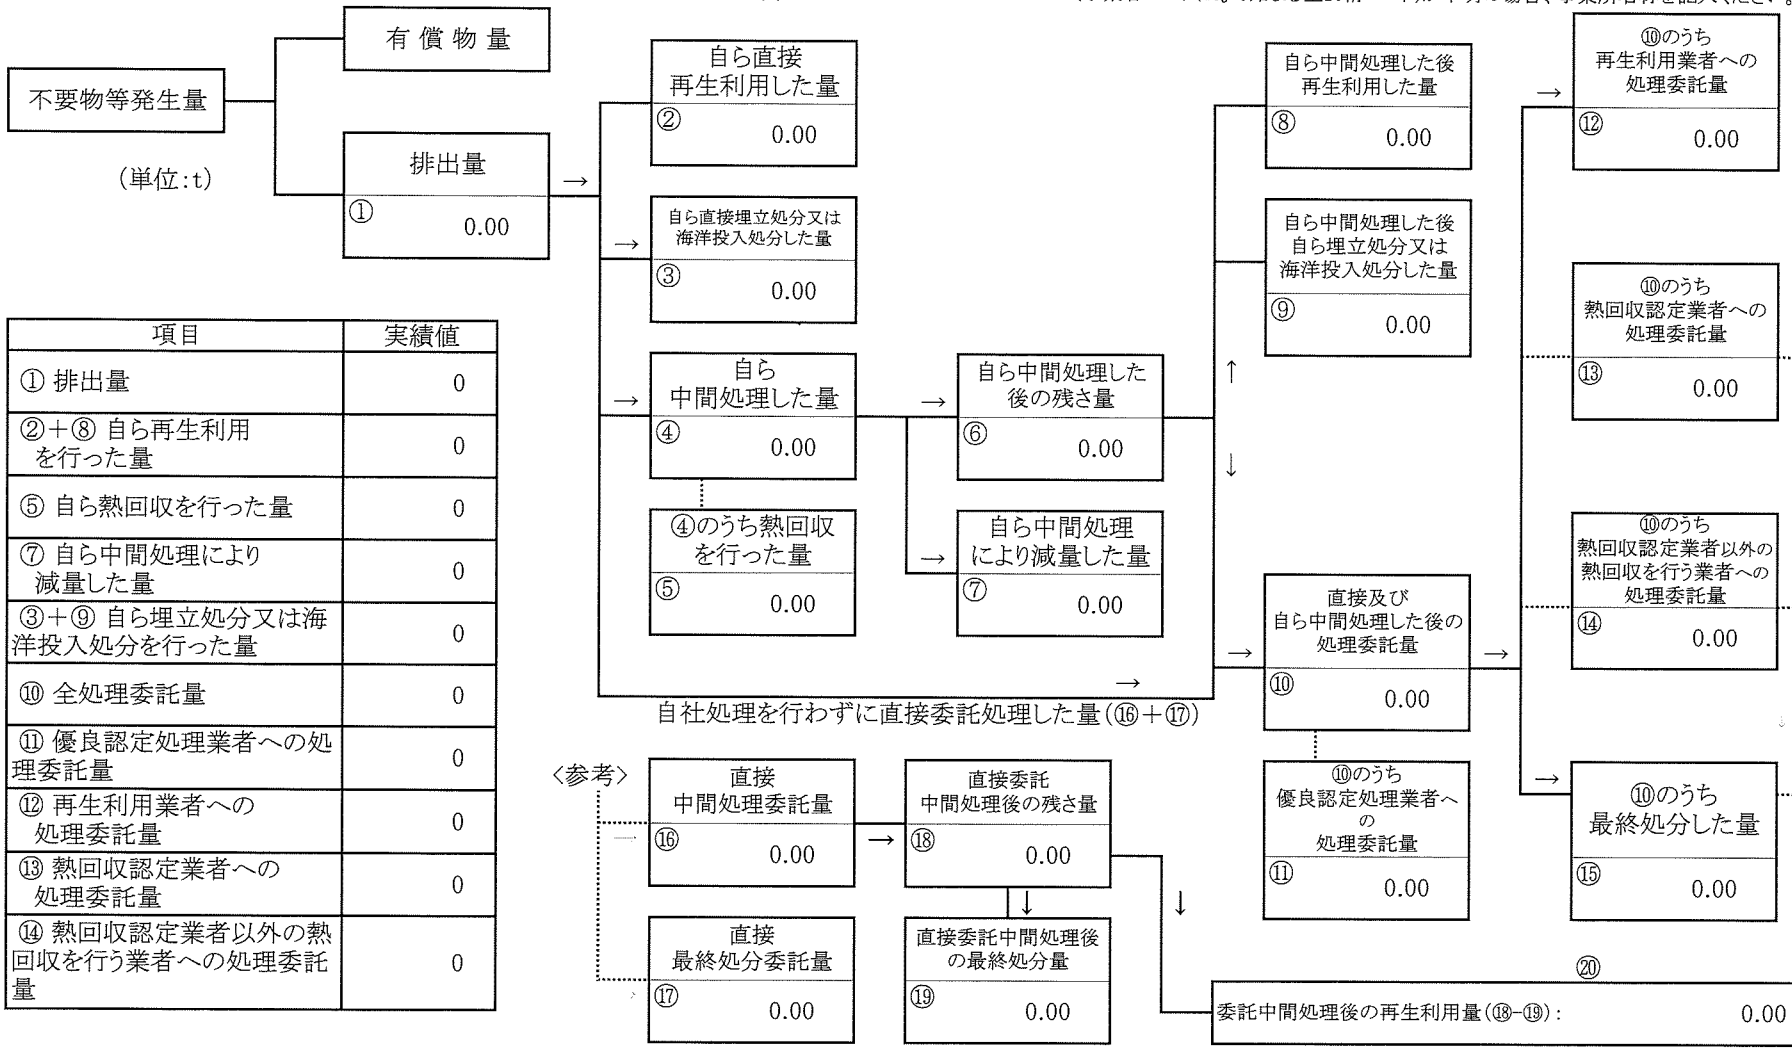 有 償 物 量
不要物等発生量
(単位:t)
排出量
①
0.00
→
自ら直接
再生利用した量
②
0.00
→
自ら直接埋立処分又は
海洋投入処分した量
③
0.00
→
自ら
中間処理した量
④
0.00
④のうち熱回収
を行った量
⑤
0.00
→
自ら中間処理した
後の残さ量
⑥
0.00
→
自ら中間処理
により減量した量
⑦
0.00
↑
↓
自ら中間処理した後
再生利用した量
⑧
0.00
自ら中間処理した後
自ら埋立処分又は
海洋投入処分した量
⑨
0.00
→
→
自社処理を行わずに直接委託処理した量(⑯+⑰)
直接及び
自ら中間処理した後の
処理委託量
⑩
0.00
→
⑩のうち
優良認定処理業者へ
の
処理委託量
⑪
0.00
→
⑩のうち
再生利用業者への
処理委託量
⑫
0.00
⑩のうち
熱回収認定業者への
処理委託量
⑬
0.00
⑩のうち
熱回収認定業者以外の
熱回収を行う業者への
処理委託量
⑭
0.00
→
⑩のうち
最終処分した量
⑮
0.00
項目 実績値
① 排出量 0
②+⑧ 自ら再生利用
を行った量 0
⑤ 自ら熱回収を行った量 0
⑦ 自ら中間処理により
減量した量 0
③+⑨ 自ら埋立処分又は海
洋投入処分を行った量 0
⑩ 全処理委託量 0
⑪ 優良認定処理業者への処
理委託量 0
⑫ 再生利用業者への
処理委託量 0
⑬ 熱回収認定業者への
処理委託量 0
⑭ 熱回収認定業者以外の熱
回収を行う業者への処理委託
量 0
〈参考〉
直接
中間処理委託量
⑯
0.00
→
直接委託
中間処理後の残さ量
⑱
0.00
↓
直接
最終処分委託量
⑰
0.00
直接委託中間処理後
の最終処分量
⑲
0.00
↓
⑳
委託中間処理後の再生利用量(⑱-⑲): 0.00